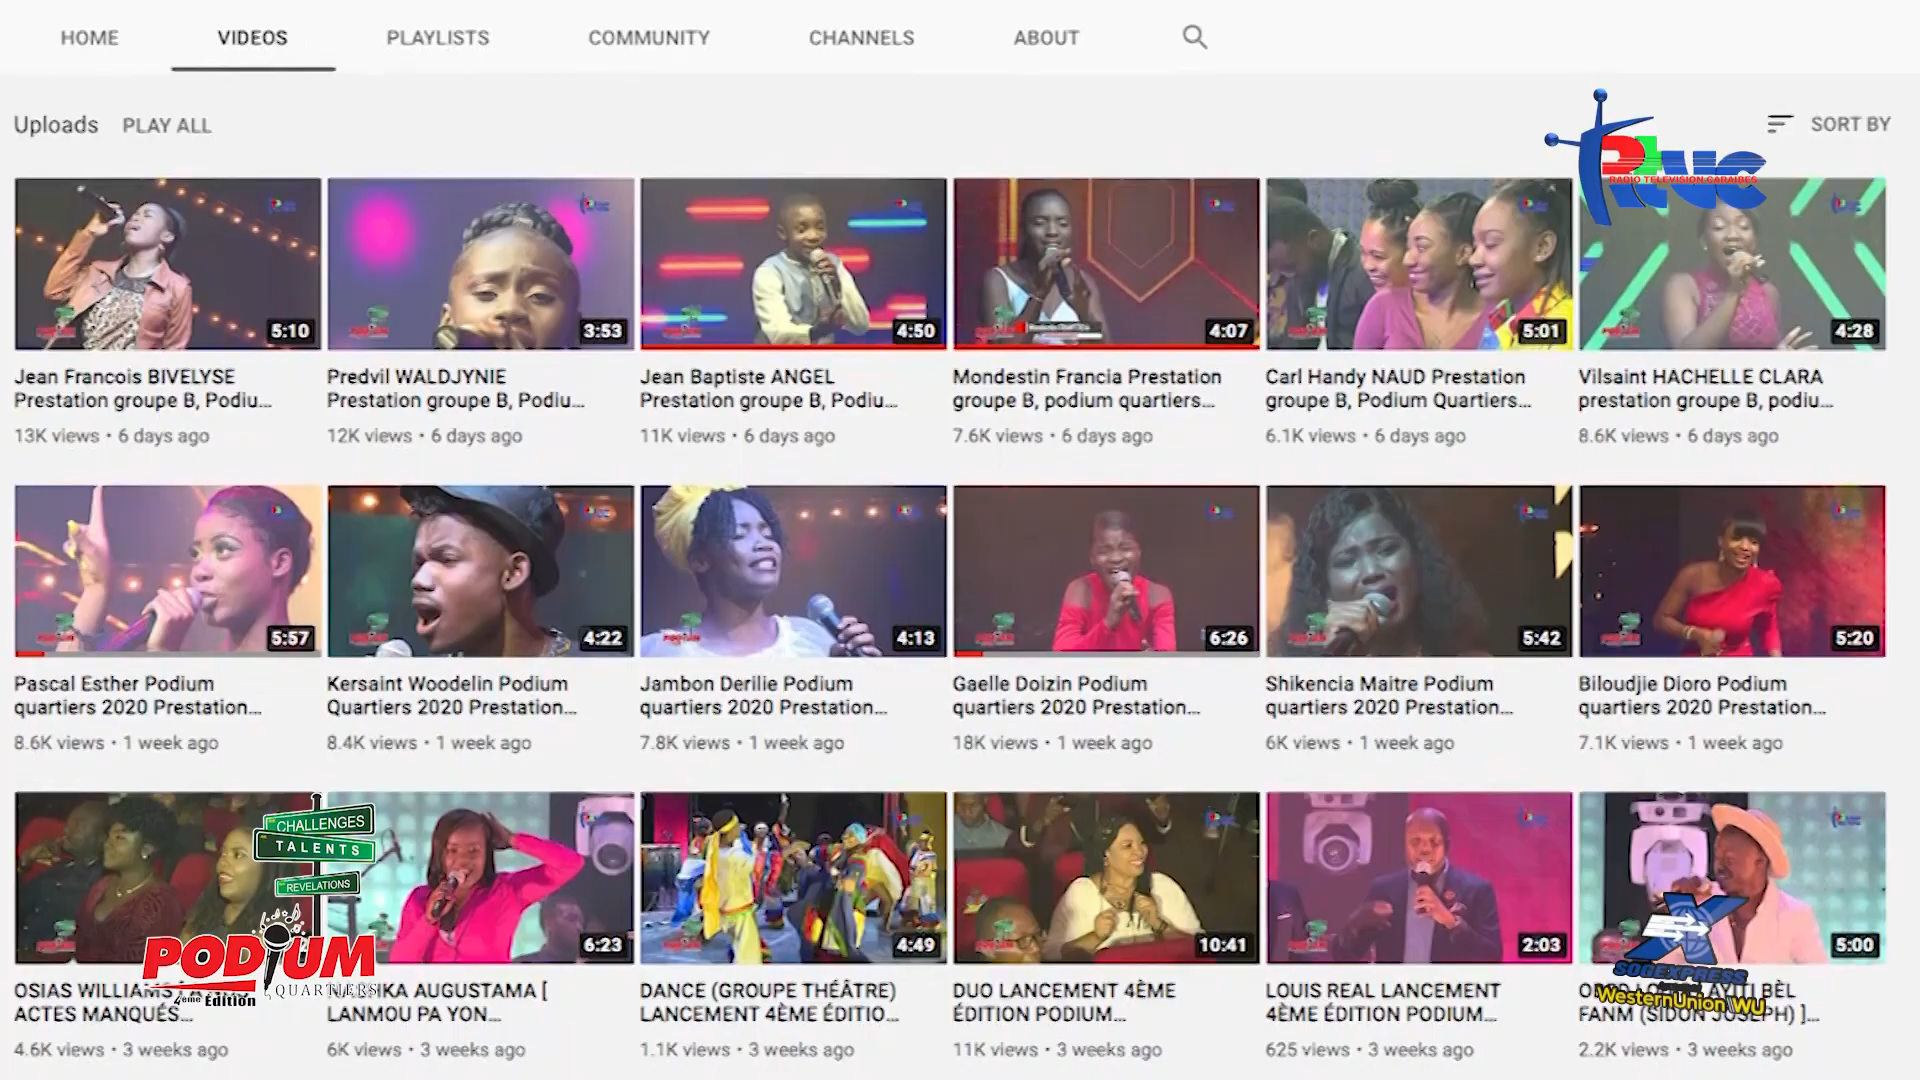 HOME VIDEOS PLAYLISTS COMMUNITY CHANNELS ABOUT
Uploads PLAY ALL SORT BY
RTVC
RADIO TELEVISION CARAIBES
5:10 3:53 4:50 4:07 5:01 4:28
Jean Francois BIVELYSE
Prestation groupe B, Podiu...
13K views • 6 days ago
Predvil WALDJYNIE
Prestation groupe B, Podiu...
12K views • 6 days ago
Jean Baptiste ANGEL
Prestation groupe B, Podiu...
11K views • 6 days ago
Mondestin Francia Prestation
groupe B, podium quartiers...
7.6K views • 6 days ago
Carl Handy NAUD Prestation
groupe B, Podium Quartiers...
6.1K views • 6 days ago
Vilsaint HACHELLE CLARA
prestation groupe B, podiu...
8.6K views • 6 days ago
5:57 4:22 4:13 6:26 5:42 5:20
Pascal Esther Podium
quartiers 2020 Prestation...
8.6K views • 1 week ago
Kersaint Woodelin Podium
Quartiers 2020 Prestation...
8.4K views • 1 week ago
Jambon Derilie Podium
quartiers 2020 Prestation...
7.8K views • 1 week ago
Gaelle Doizin Podium
quartiers 2020 Prestation...
18K views • 1 week ago
Shikencia Maitre Podium
quartiers 2020 Prestation...
6K views • 1 week ago
Biloudjie Dioro Podium
quartiers 2020 Prestation...
7.1K views • 1 week ago
CHALLENGES
TALENTS
REVELATIONS
PODIUM
QUARTIERS
4ème Édition
6:23 4:49 10:41 2:03 5:00
OSIAS WILLIAMS
ACTES MANQUÉS...
4.6K views • 3 weeks ago
AUGUSTAMA [
LANMOU PA YON...
6K views • 3 weeks ago
DANCE (GROUPE THÉÂTRE)
LANCEMENT 4ÈME ÉDITIO...
1.1K views • 3 weeks ago
DUO LANCEMENT 4ÈME
ÉDITION PODIUM...
11K views • 3 weeks ago
LOUIS REAL LANCEMENT
4ÈME ÉDITION PODIUM...
625 views • 3 weeks ago
SOGEXPRESS
WesternUnion WU
BÈL
FANM (SIDON JOSEPH) ]...
2.2K views • 3 weeks ago